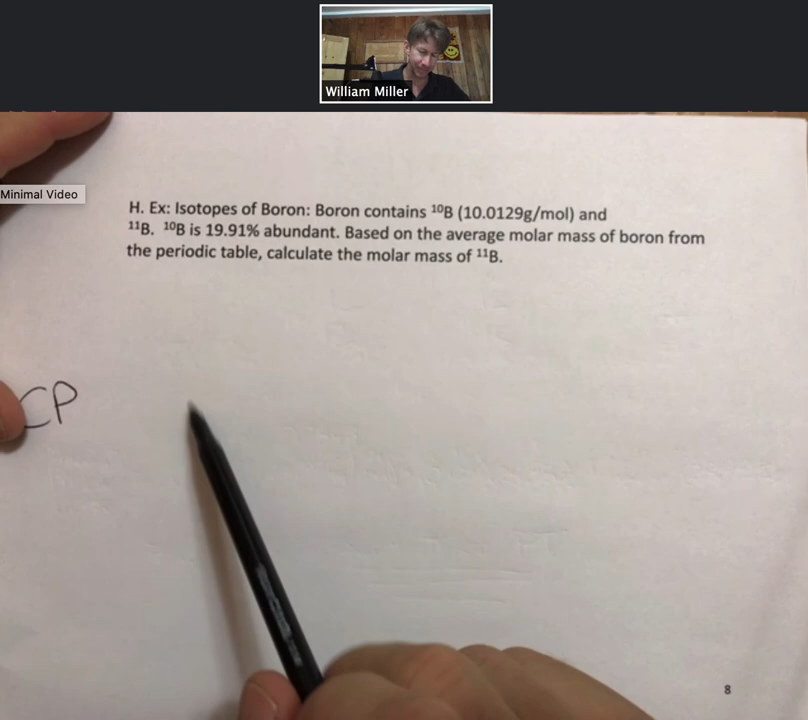 William Miller
Minimal Video
H. Ex: Isotopes of Boron: Boron contains ¹⁰B (10.0129g/mol) and
¹¹B. ¹⁰B is 19.91% abundant. Based on the average molar mass of boron from
the periodic table, calculate the molar mass of ¹¹B.
CP
8